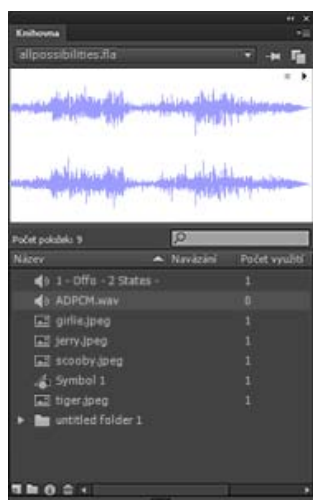 Knihovna
allpossibilities.fla
Počet položek: 9
Název Navázání Počet využití
1 - Offo - 2 States - 1
ADPCM.wav 0
girlie.jpeg 1
jerry.jpeg 1
scooby.jpeg 1
Symbol 1 1
tiger.jpeg 1
untitled folder 1